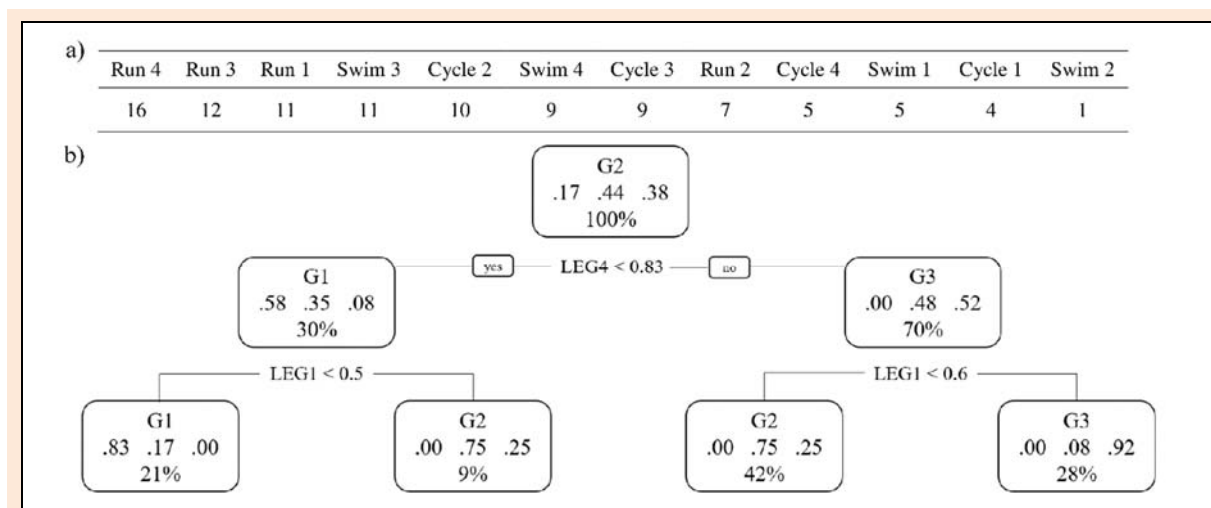 a)
Run 4 Run 3 Run 1 Swim 3 Cycle 2 Swim 4 Cycle 3 Run 2 Cycle 4 Swim 1 Cycle 1 Swim 2
16 12 11 11 10 9 9 7 5 5 4 1
b)
G2
.17 .44 .38
100%
yes LEG4 < 0.83 no
G1
.58 .35 .08
30%
G3
.00 .48 .52
70%
LEG1 < 0.5
LEG1 < 0.6
G1
.83 .17 .00
21%
G2
.00 .75 .25
9%
G2
.00 .75 .25
42%
G3
.00 .08 .92
28%